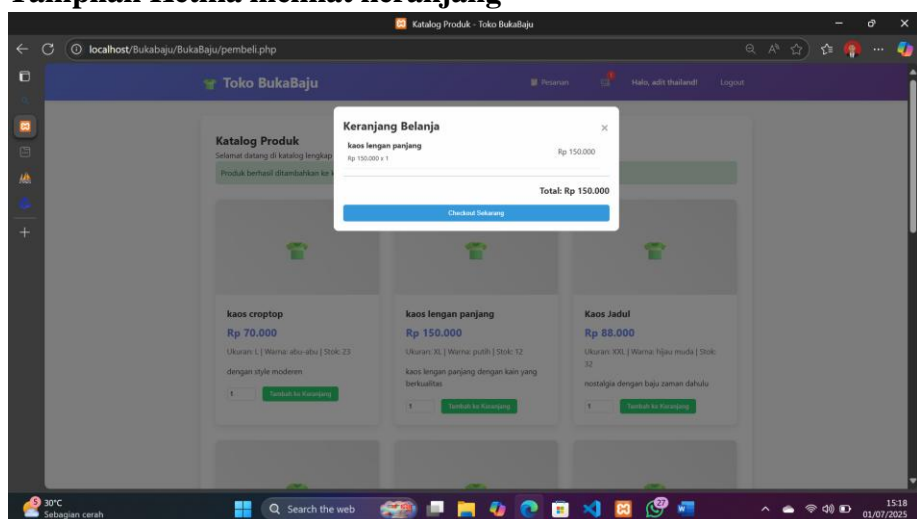 Tampilan Ketika melihat keranjang
Katalog Produk - Toko BukaBaju
localhost/Bukabaju/BukaBaju/pembeli.php
Toko BukaBaju
Pesanan
Halo, adit thailand!
Logout
Katalog Produk
Selamat datang di katalog lengkap
Produk berhasil ditambahkan ke k
Keranjang Belanja
kaos lengan panjang
Rp 150.000 x 1
Rp 150.000
Total: Rp 150.000
Checkout Sekarang
kaos croptop
Rp 70.000
Ukuran: L | Warna: abu-abu | Stok: 23
dengan style moderen
1 Tambah ke Keranjang
kaos lengan panjang
Rp 150.000
Ukuran: XL | Warna: putih | Stok: 12
kaos lengan panjang dengan kain yang
berkualitas
1 Tambah ke Keranjang
Kaos Jadul
Rp 88.000
Ukuran: XXL | Warna: hijau muda | Stok:
32
nostalgia dengan baju zaman dahulu
1 Tambah ke Keranjang
5
30°C
Sebagian cerah
Search the web
27
15:18
01/07/2025